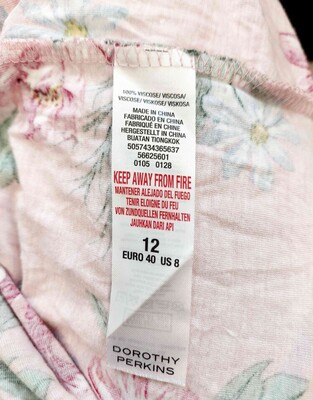 100% VISCOSE/ VISCOSA/
VISCOSE/ VISKOSE/ VISKOSA
MADE IN CHINA
FABRICADO EN CHINA
FABRIQUÉ EN CHINE
HERGESTELLT IN CHINA
BUATAN TIONGKOK
5057434365637
56625601
0105 0128
KEEP AWAY FROM FIRE
MANTENER ALEJADO DEL FUEGO
TENIR ELOIGNE DU FEU
VON ZUNDQUELLEN FERNHALTEN
JAUHKAN DARI API
12
EURO 40 US 8
DOROTHY
PERKINS